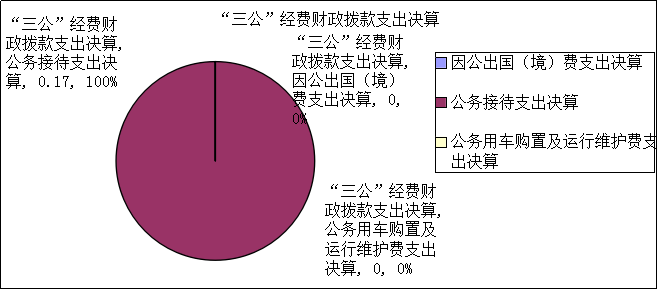 “三公”经费财政拨款支出决算
“三公”经费财
政拨款支出决算,
公务接待支出决
算, 0.17, 100%
“三公”经费财
政拨款支出决算,
因公出国（境）
费支出决算, 0,
0%
“三公”经费财
政拨款支出决算,
公务用车购置及
运行维护费支出
决算, 0, 0%
因公出国（境）费支出决算
公务接待支出决算
公务用车购置及运行维护费支
出决算